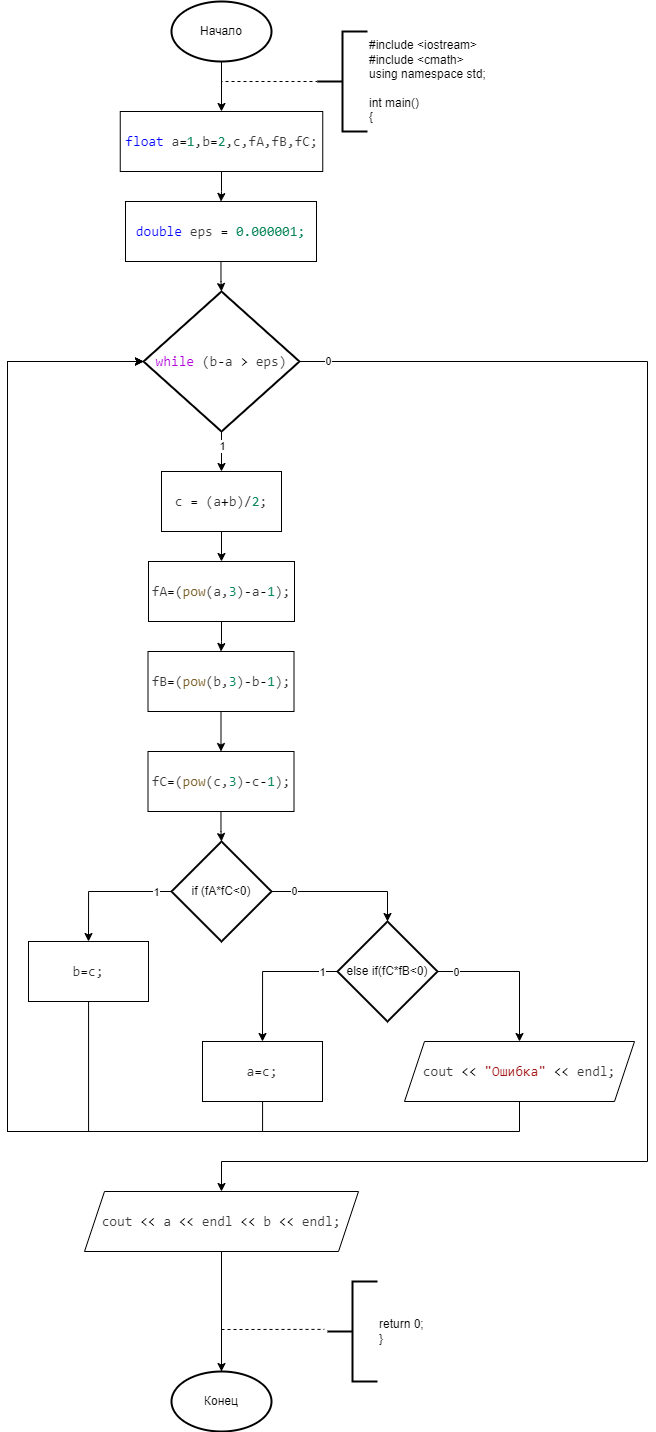 Начало
#include <iostream>
#include <cmath>
using namespace std;
int main()
{
float a=1,b=2,c,fA,fB,fC;
double eps = 0.000001;
while (b-a > eps)
0
1
c = (a+b)/2;
fA=(pow(a,3)-a-1);
fB=(pow(b,3)-b-1);
fC=(pow(c,3)-c-1);
1
if (fA*fC<0)
0
b=c;
1
else if(fC*fB<0)
0
a=c;
cout << "Ошибка" << endl;
cout << a << endl << b << endl;
return 0;
}
Конец